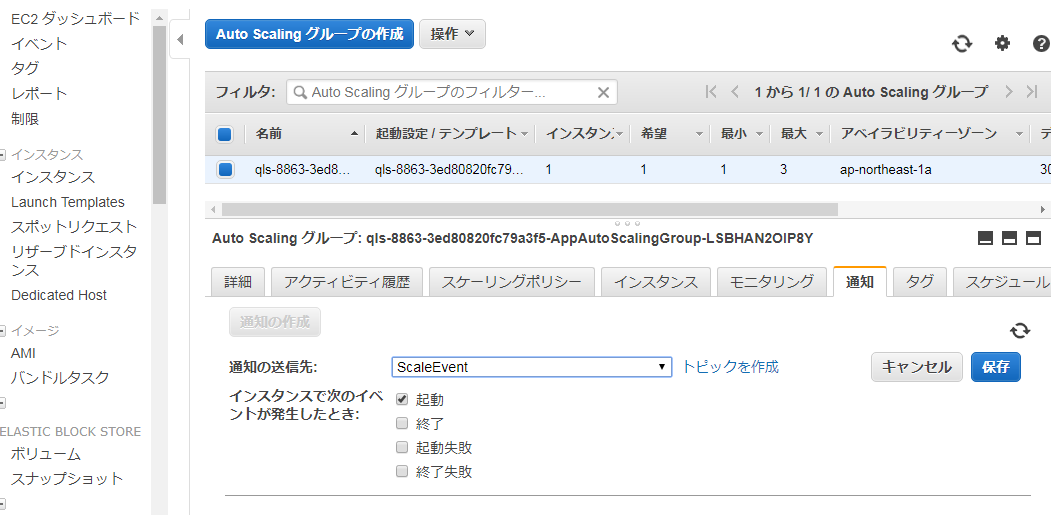 EC2 ダッシュボード
イベント
タグ
レポート
制限
インスタンス
インスタンス
Launch Templates
スポットリクエスト
リザーブドインスタ
ンス
Dedicated Host
イメージ
AMI
バンドルタスク
ELASTIC BLOCK STORE
ボリューム
スナップショット
Auto Scaling グループの作成
操作
フィルタ:
Auto Scaling グループのフィルター...
1 から 1/ 1 の Auto Scaling グループ
名前
起動設定 / テンプレート
インスタン
希望
最小
最大
アベイラビリティーゾーン
デ
qls-8863-3ed8...
qls-8863-3ed80820fc79...
1
1
1
3
ap-northeast-1a
30
Auto Scaling グループ: qls-8863-3ed80820fc79a3f5-AppAutoScalingGroup-LSBHAN2OIP8Y
詳細
アクティビティ履歴
スケーリングポリシー
インスタンス
モニタリング
通知
タグ
スケジュール
通知の作成
通知の送信先:
ScaleEvent
トピックを作成
キャンセル
保存
インスタンスで次のイベ
ントが発生したとき:
起動
終了
起動失敗
終了失敗